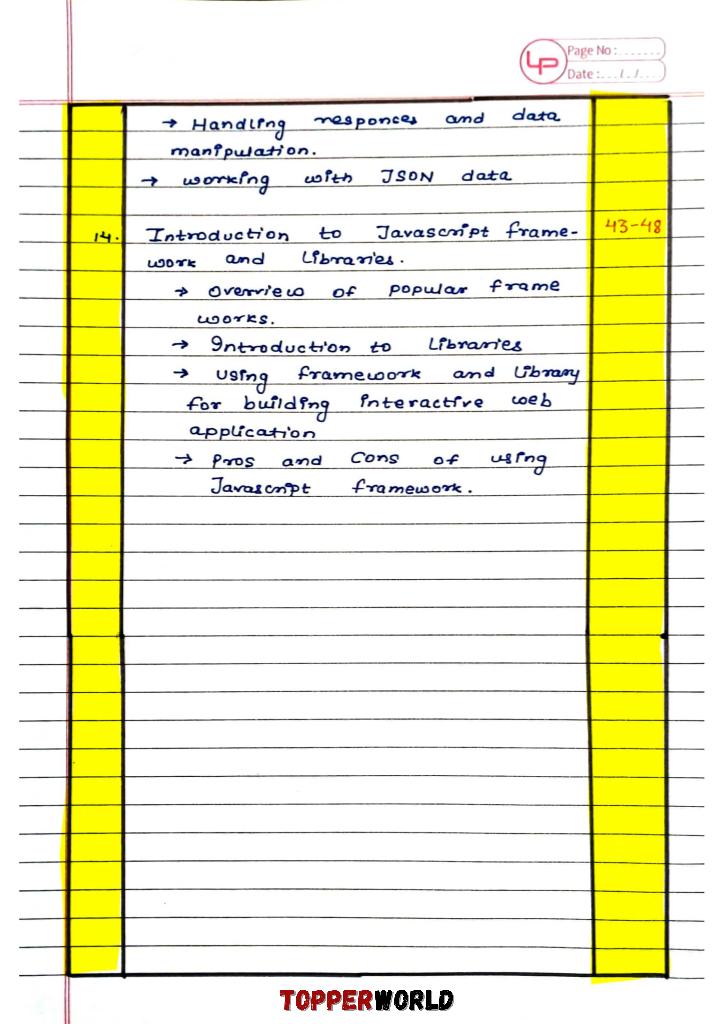 LP
Page No : .......
Date : ... / .. / ...
→ Handling responces and data
manipulation.
→ working with JSON data
14. Introduction to Javascript frame- 43-48
work and Libraries.
→ Overview of popular frame
works.
→ Introduction to Libraries
→ Using framework and Library
for building interactive web
application
→ Pros and Cons of using
Javascript framework.
TOPPERWORLD